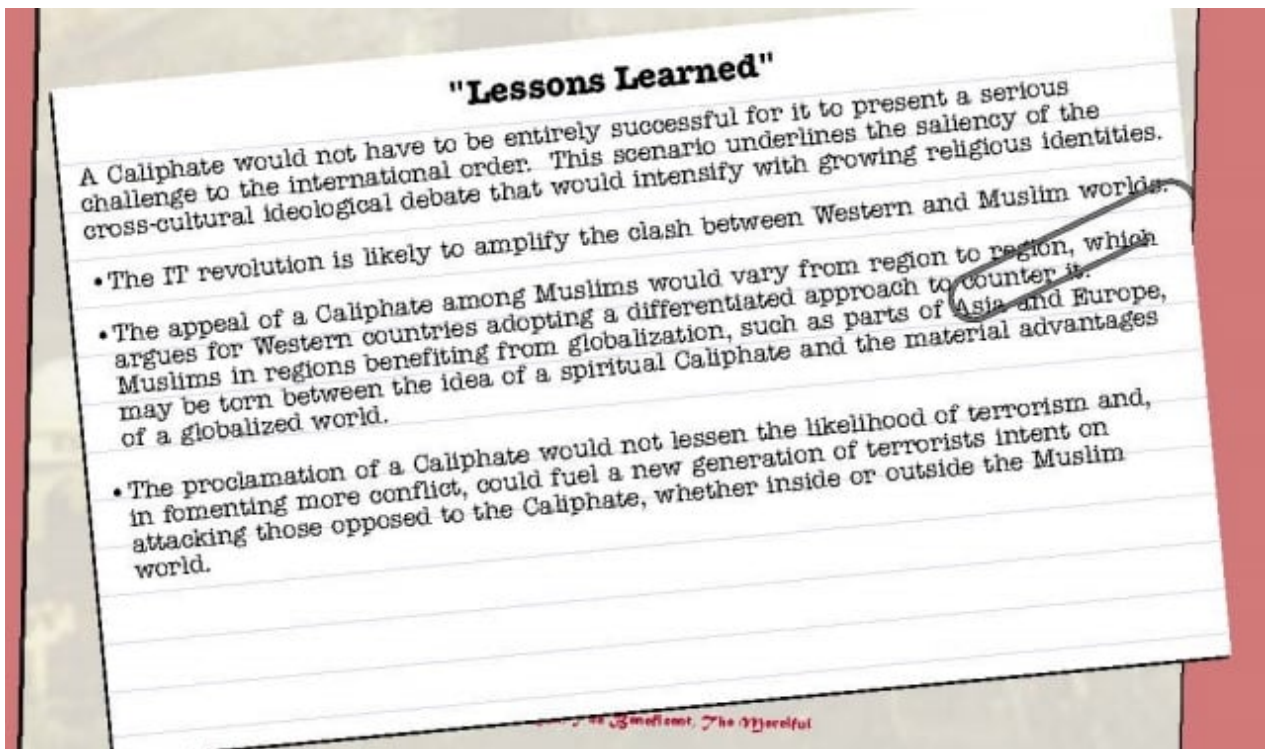 "Lessons Learned"
A Caliphate would not have to be entirely successful for it to present a serious
challenge to the international order. This scenario underlines the saliency of the
cross-cultural ideological debate that would intensify with growing religious identities.
• The IT revolution is likely to amplify the clash between Western and Muslim worlds.
• The appeal of a Caliphate among Muslims would vary from region to region, which
argues for Western countries adopting a differentiated approach to counter it.
Muslims in regions benefiting from globalization, such as parts of Asia and Europe,
may be torn between the idea of a spiritual Caliphate and the material advantages
of a globalized world.
• The proclamation of a Caliphate would not lessen the likelihood of terrorism and,
in fomenting more conflict, could fuel a new generation of terrorists intent on
attacking those opposed to the Caliphate, whether inside or outside the Muslim
world.
Beneficent, The Merciful